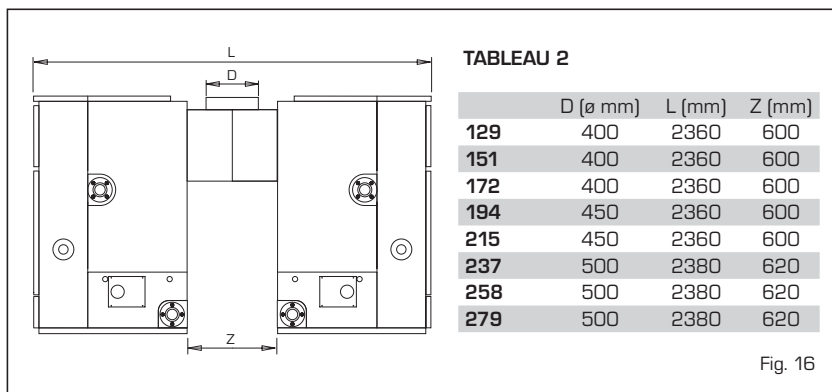 L
D
Z
TABLEAU 2
D (ø mm) L (mm) Z (mm)
129 400 2360 600
151 400 2360 600
172 400 2360 600
194 450 2360 600
215 450 2360 600
237 500 2380 620
258 500 2380 620
279 500 2380 620
Fig. 16